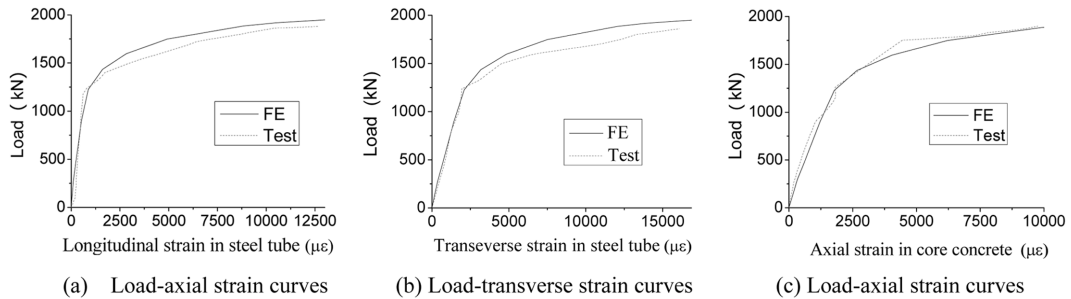 2000
1500
1000
500
0
Load ( kN)
FE
Test
0 2500 5000 7500 10000 12500
Longitudinal strain in steel tube (με)
(a) Load-axial strain curves
2000
1500
1000
500
0
Load (kN)
FE
Test
0 5000 10000 15000
Transeverse strain in steel tube (με)
(b) Load-transverse strain curves
2000
1500
1000
500
0
Load (kN)
FE
Test
0 2500 5000 7500 10000
Axial strain in core concrete (με)
(c) Load-axial strain curves